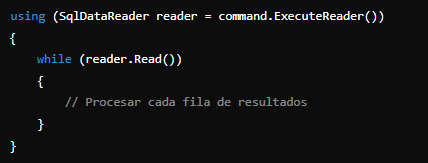 using (SqlDataReader reader = command.ExecuteReader())
{
    while (reader.Read())
    {
        // Procesar cada fila de resultados
    }
}